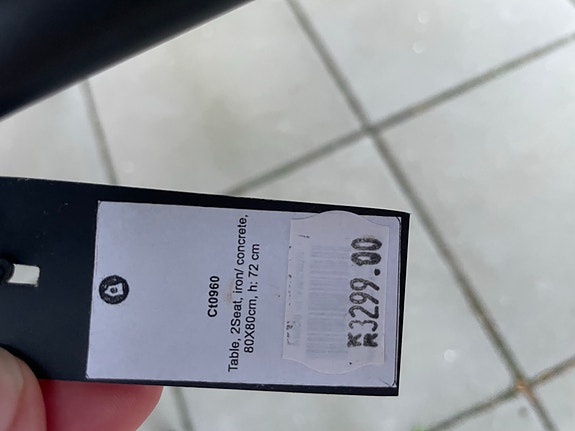 Ct0960
Table, 2Seat, iron/ concrete,
80X80cm, h: 72 cm
R3299.00